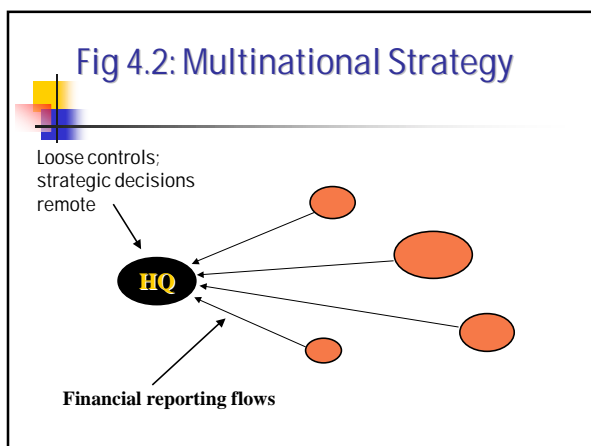 Fig 4.2: Multinational Strategy
Loose controls;
strategic decisions
remote
HQ
Financial reporting flows